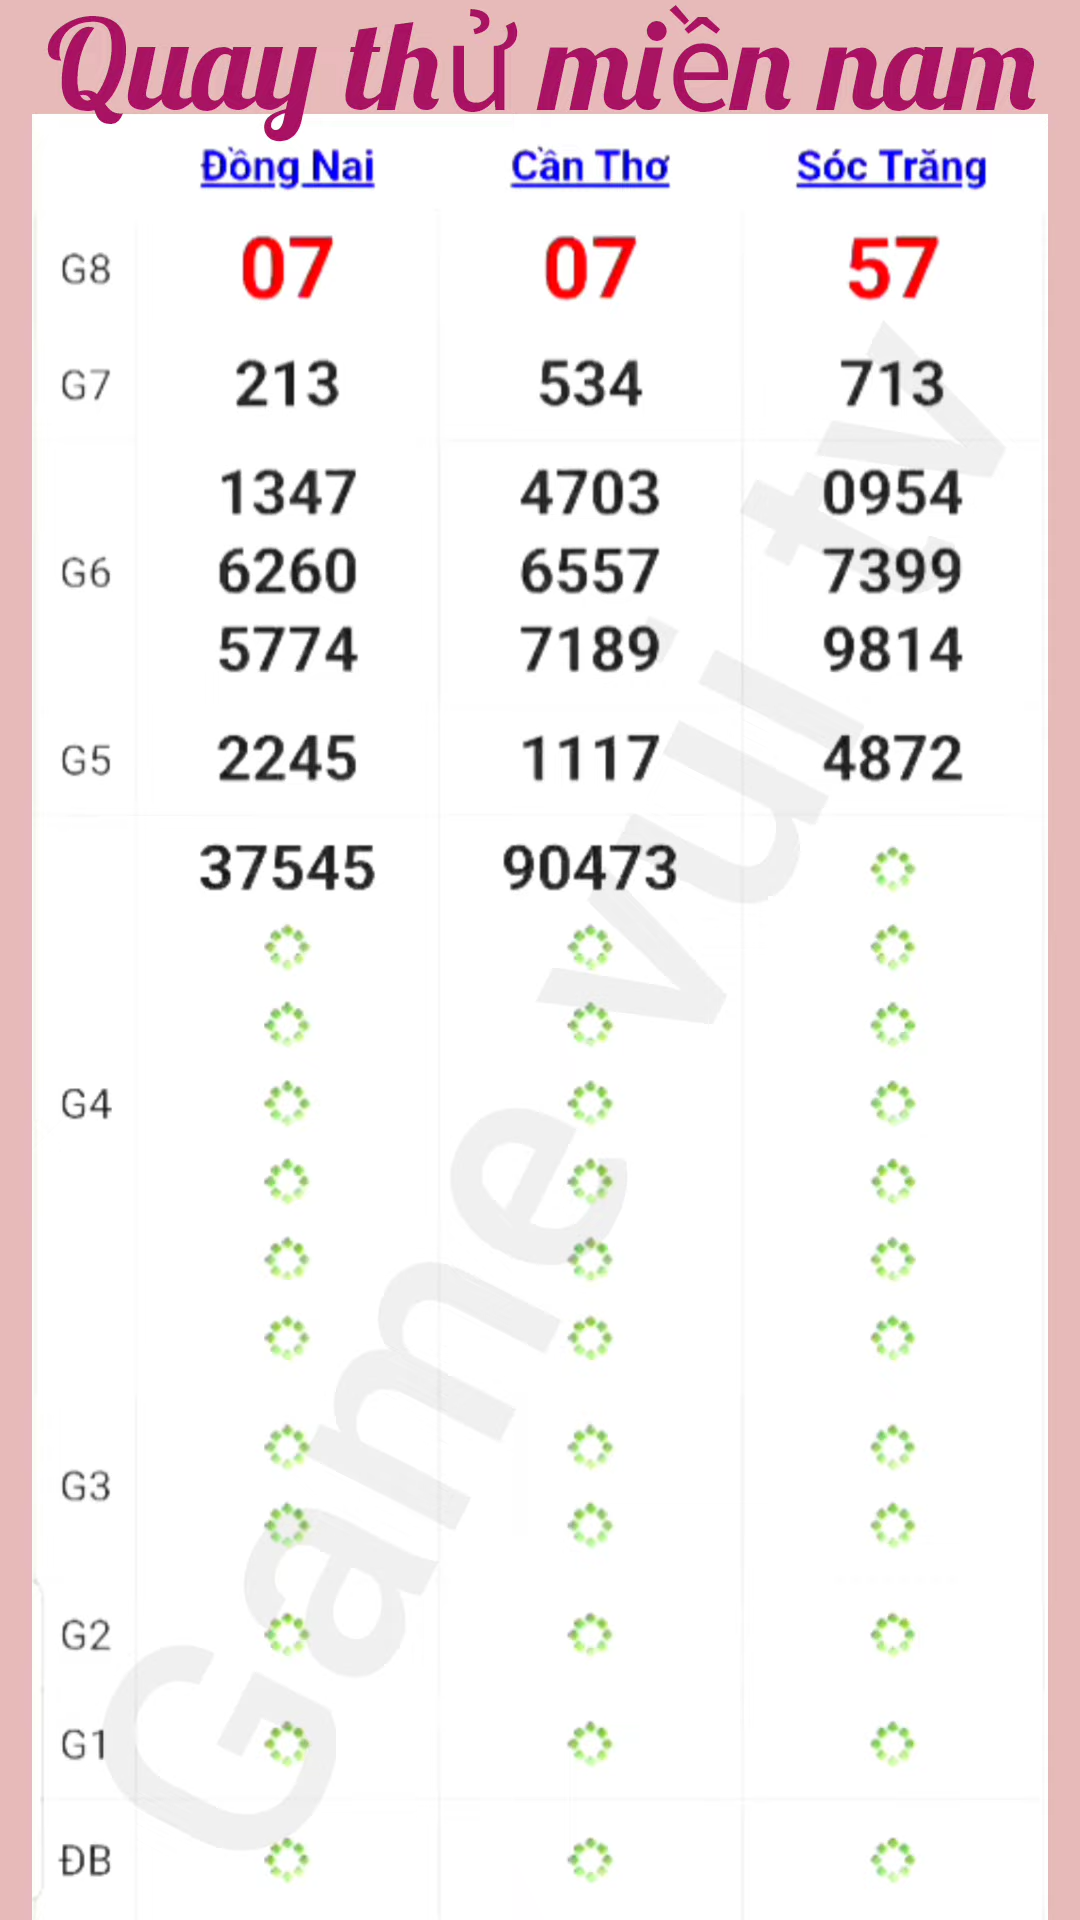 Quay thử miền nam
Đồng Nai Cần Thơ Sóc Trăng
G8 07 07 57
G7 213 534 713
1347 4703 0954
G6 6260 6557 7399
5774 7189 9814
G5 2245 1117 4872
37545 90473
G4
G3
G2
G1
ĐB
Game vui tv